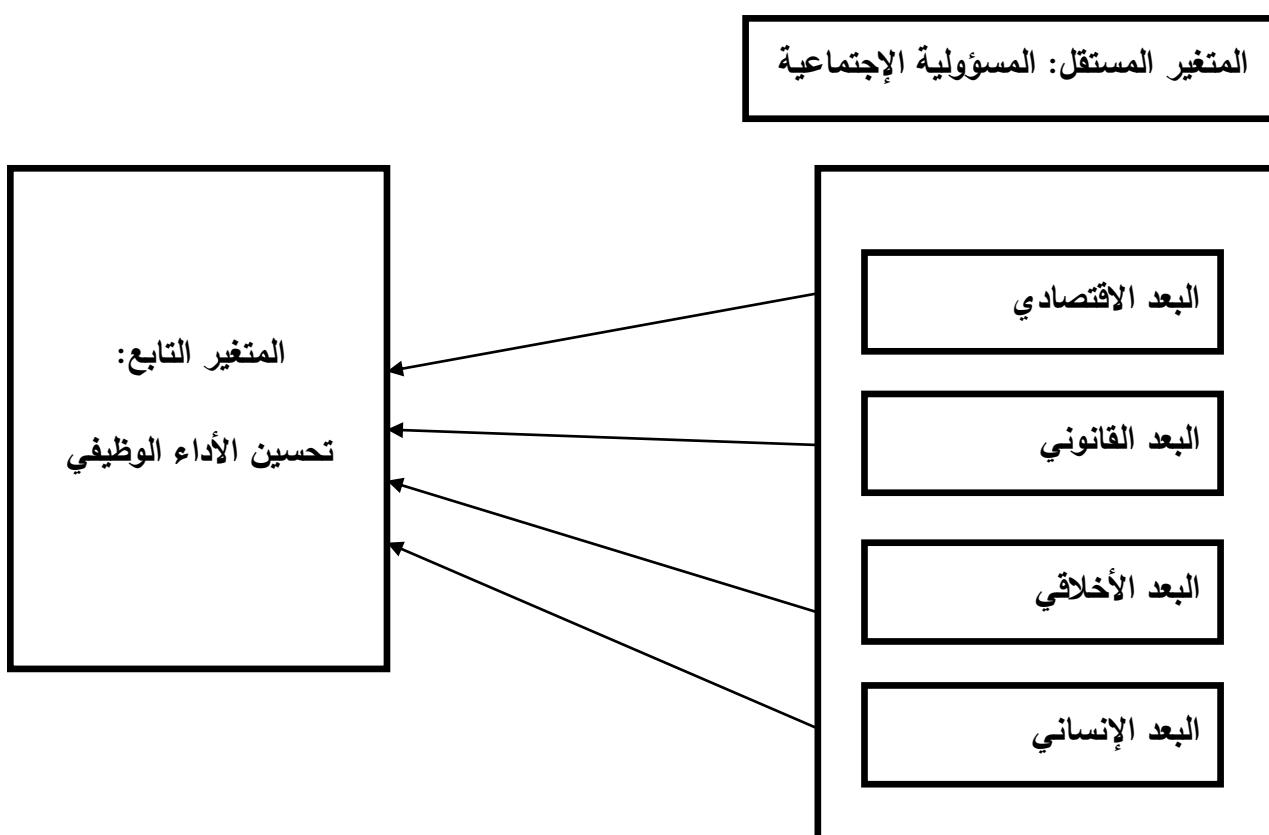 المتغير المستقل: المسؤولية الإجتماعية
البعد الاقتصادي
البعد القانوني
البعد الأخلاقي
البعد الإنساني
المتغير التابع:
تحسين الأداء الوظيفي